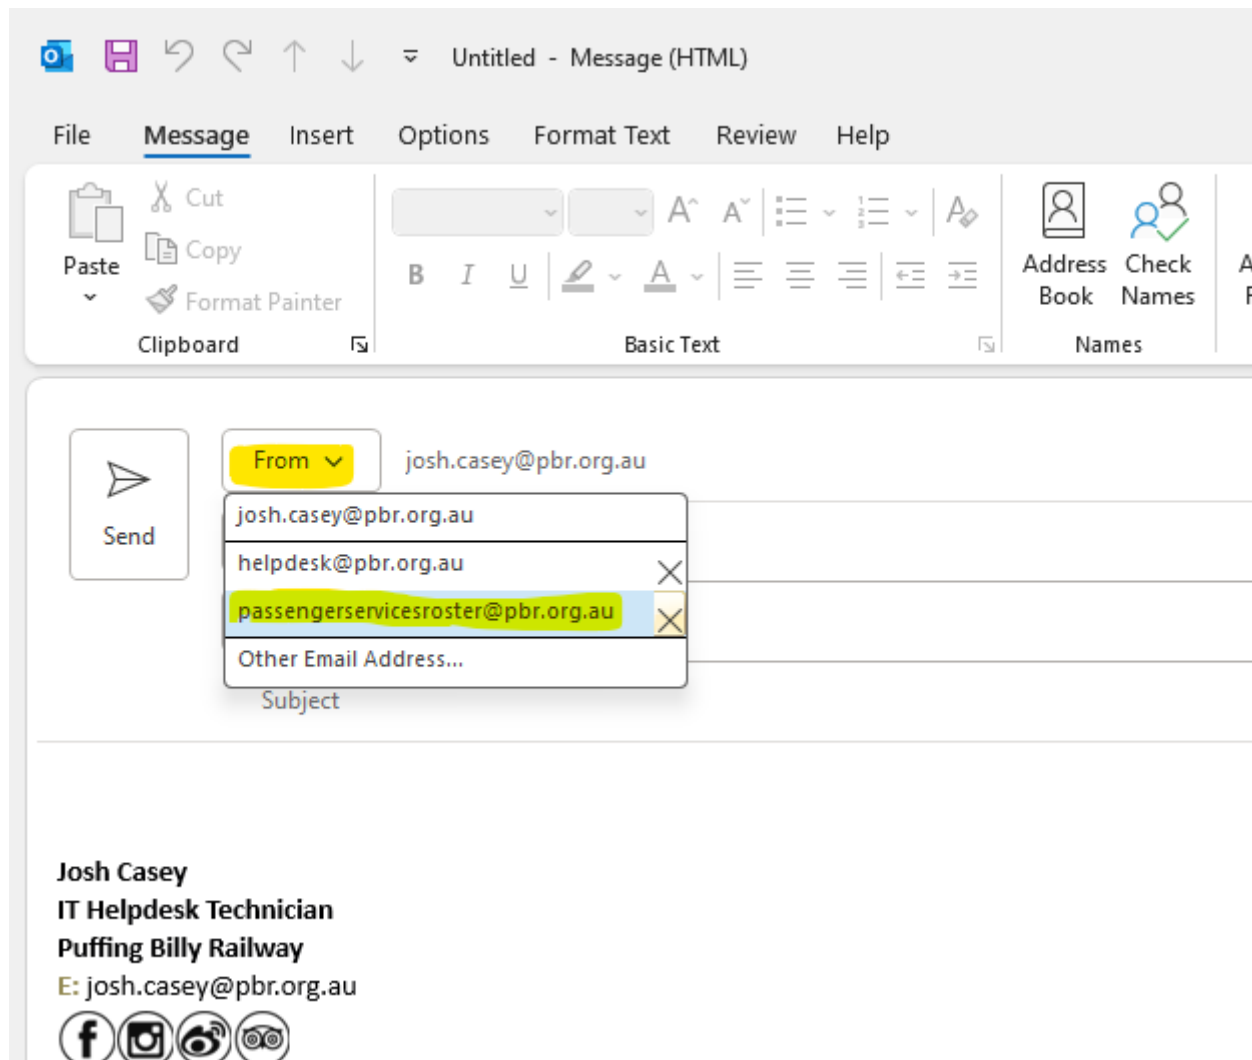 Untitled - Message (HTML)
File Message Insert Options Format Text Review Help
Paste
Cut
Copy
Format Painter
Clipboard
A A
B I U A
Basic Text
Address Book
Check Names
Names
Send
From josh.casey@pbr.org.au
josh.casey@pbr.org.au
helpdesk@pbr.org.au
passengerservicesroster@pbr.org.au
Other Email Address...
Subject
Josh Casey
IT Helpdesk Technician
Puffing Billy Railway
E: josh.casey@pbr.org.au